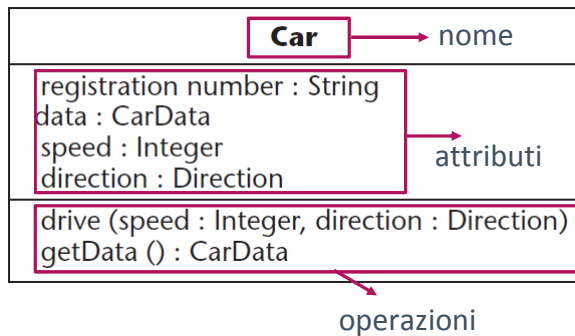 Car
nome
registration number : String
data : CarData
speed : Integer
direction : Direction
attributi
drive (speed : Integer, direction : Direction)
getData () : CarData
operazioni